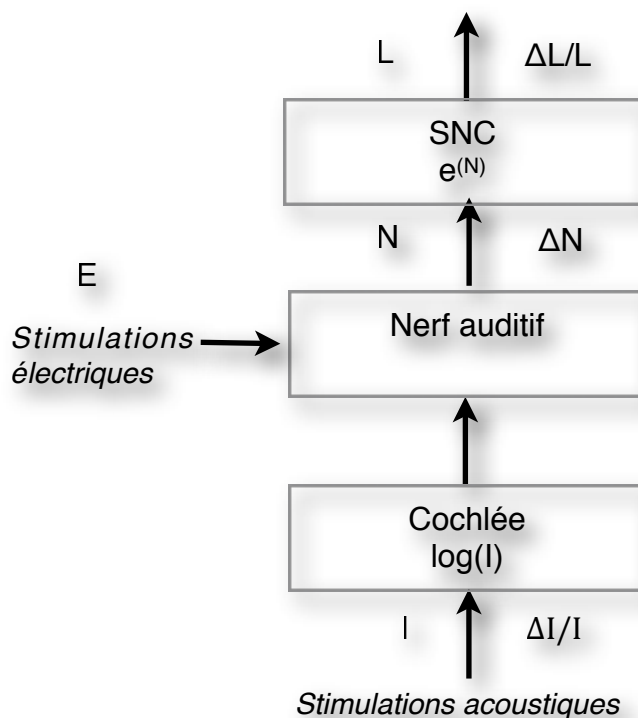 L ΔL/L
SNC
e(N)
N ΔN
E
Stimulations
électriques
Nerf auditif
Cochlée
log(I)
I ΔI/I
Stimulations acoustiques